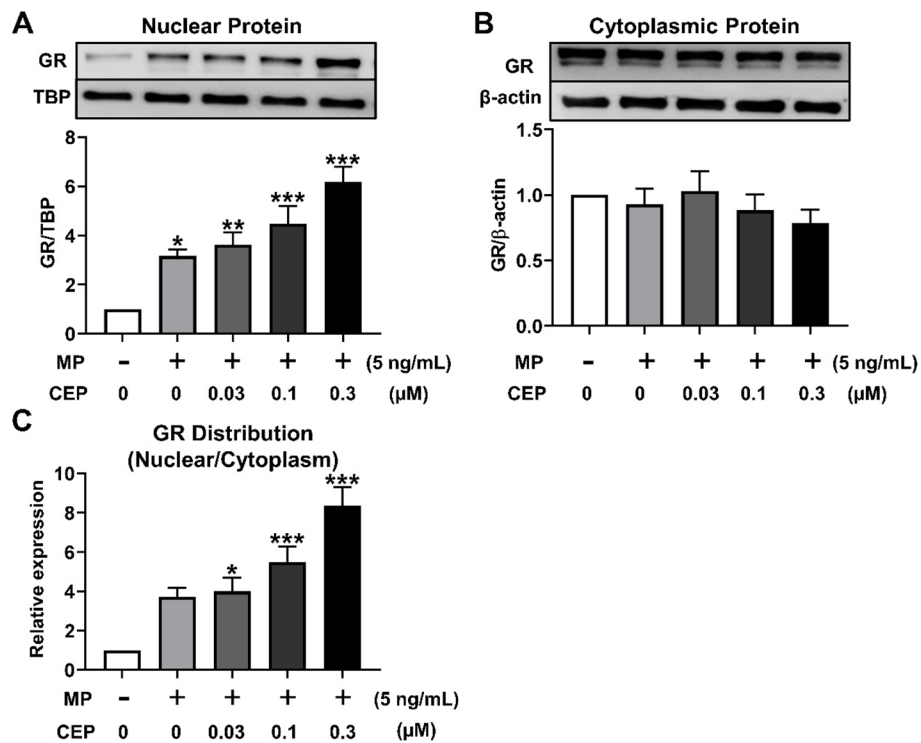 A
Nuclear Protein
GR
TBP
8
6
4
2
0
GR/TBP
*
**
***
***
MP - + + + + (5 ng/mL)
CEP 0 0 0.03 0.1 0.3 (μM)
B
Cytoplasmic Protein
GR
β-actin
1.5
1.0
0.5
0.0
GR/β-actin
MP - + + + + (5 ng/mL)
CEP 0 0 0.03 0.1 0.3 (μM)
C
GR Distribution
(Nuclear/Cytoplasm)
10
8
6
4
2
0
Relative expression
*
***
***
MP - + + + + (5 ng/mL)
CEP 0 0 0.03 0.1 0.3 (μM)